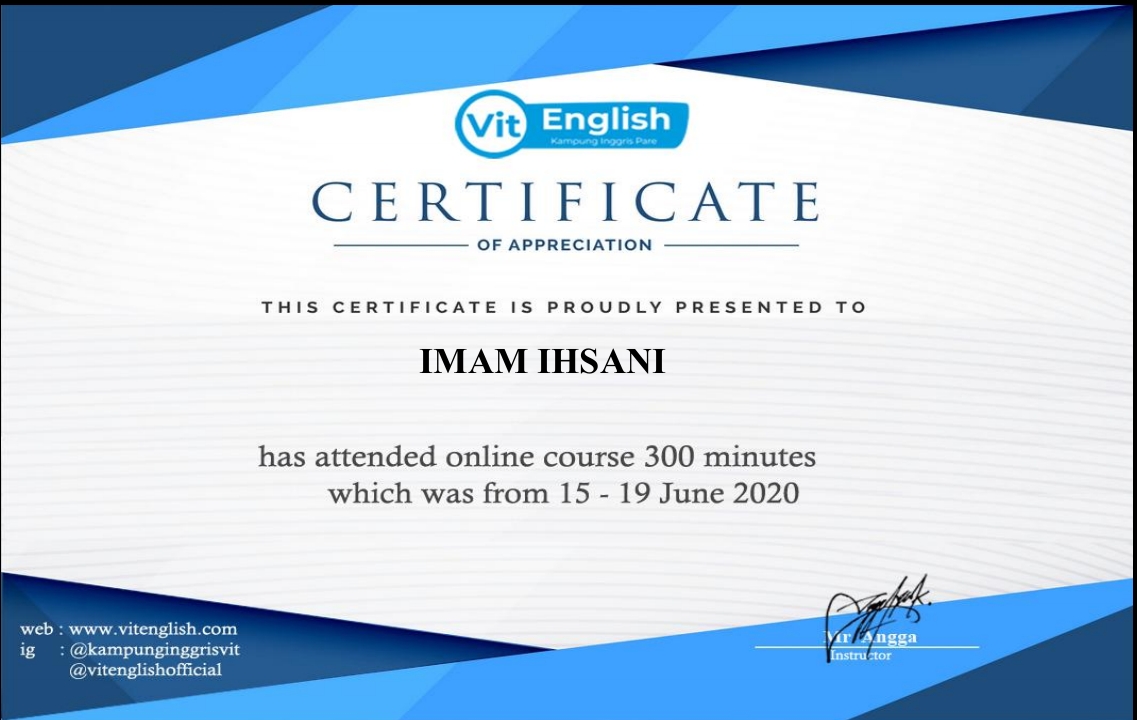 Vit English
Kampung Inggris Pare
CERTIFICATE
OF APPRECIATION
THIS CERTIFICATE IS PROUDLY PRESENTED TO
IMAM IHSANI
has attended online course 300 minutes
which was from 15 - 19 June 2020
web : www.vitenglish.com
ig : @kampunginggrisvit
@vitenglishofficial
Mr Angga
Instructor